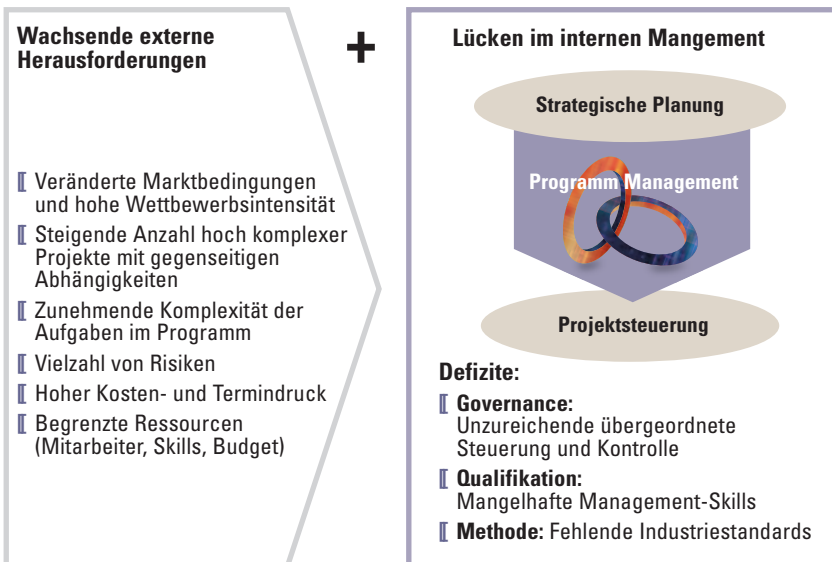 Wachsende externe
Herausforderungen
+
[ Veränderte Marktbedingungen
und hohe Wettbewerbsintensität
[ Steigende Anzahl hoch komplexer
Projekte mit gegenseitigen
Abhängigkeiten
[ Zunehmende Komplexität der
Aufgaben im Programm
[ Vielzahl von Risiken
[ Hoher Kosten- und Termindruck
[ Begrenzte Ressourcen
(Mitarbeiter, Skills, Budget)
Lücken im internen Mangement
Strategische Planung
Programm Management
Projektsteuerung
Defizite:
[ Governance:
Unzureichende übergeordnete
Steuerung und Kontrolle
[ Qualifikation:
Mangelhafte Management-Skills
[ Methode: Fehlende Industriestandards